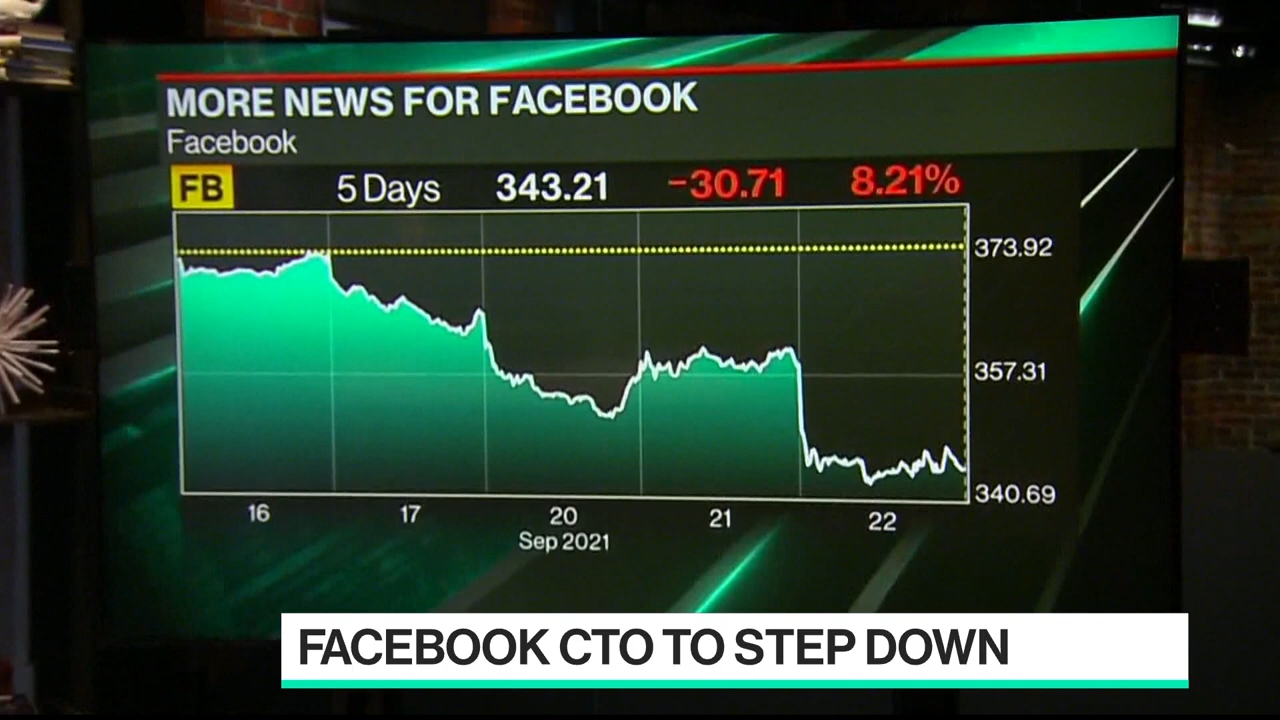 MORE NEWS FOR FACEBOOK
Facebook
FB 5 Days 343.21 -30.71 8.21%
373.92
357.31
340.69
16 17 20 21 22
Sep 2021
FACEBOOK CTO TO STEP DOWN